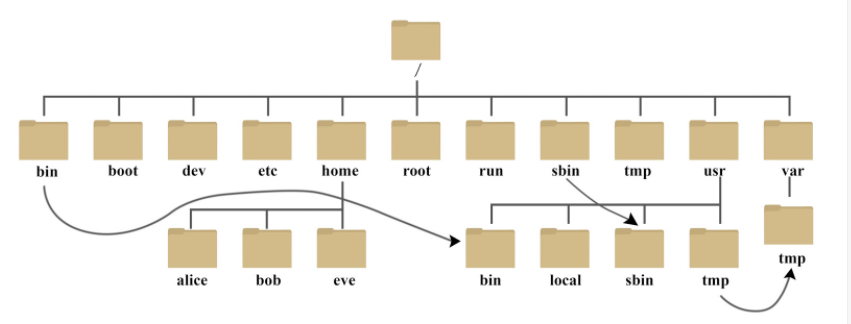 /
bin boot dev etc home root run sbin tmp usr var
alice bob eve bin local sbin tmp tmp